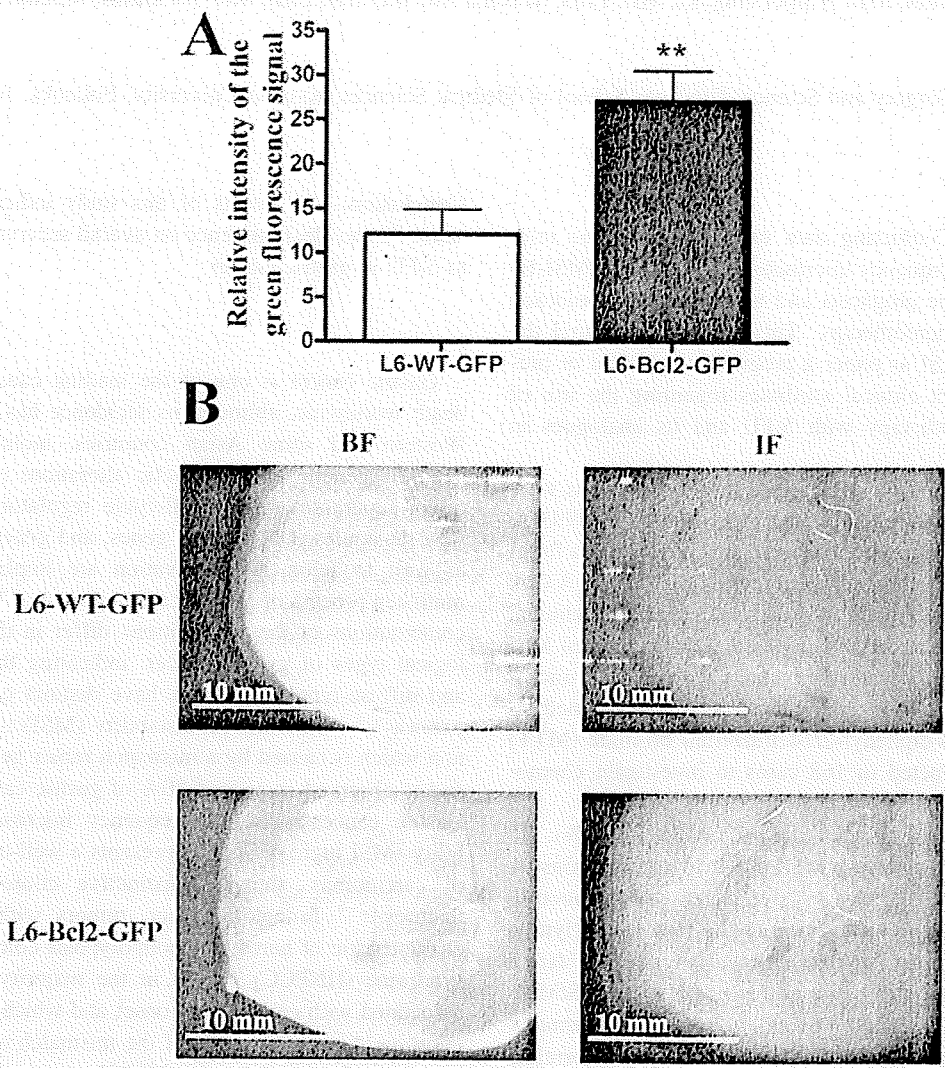 A
Relative intensity of the
green fluorescence signal
35
30
25
20
15
10
5
0
**
L6-WT-GFP
L6-Bcl2-GFP
B
BF
IF
L6-WT-GFP
10 mm
10 mm
L6-Bcl2-GFP
10 mm
10 mm